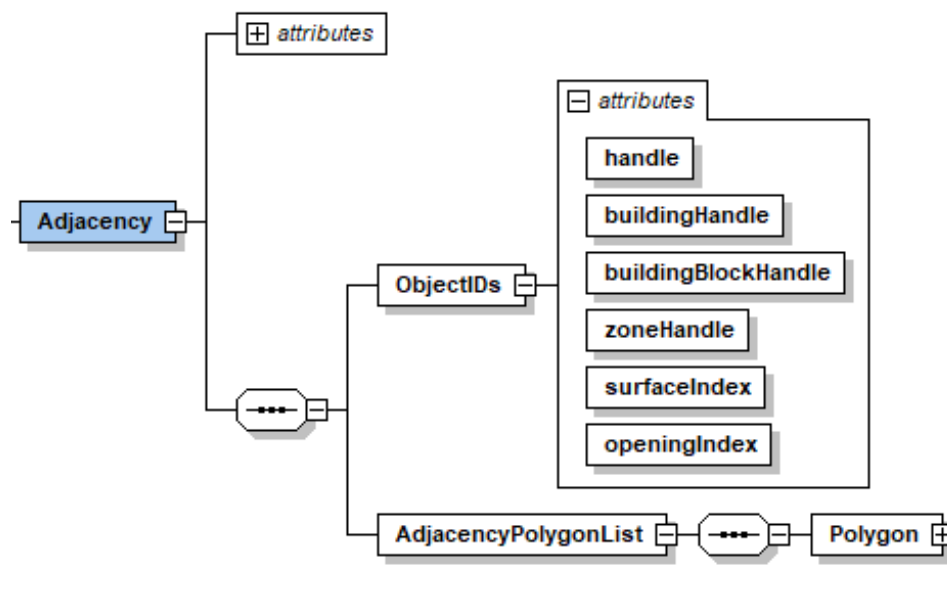 attributes
attributes
handle
buildingHandle
Adjacency
buildingBlockHandle
ObjectIDs
zoneHandle
surfaceIndex
openingIndex
AdjacencyPolygonList
Polygon